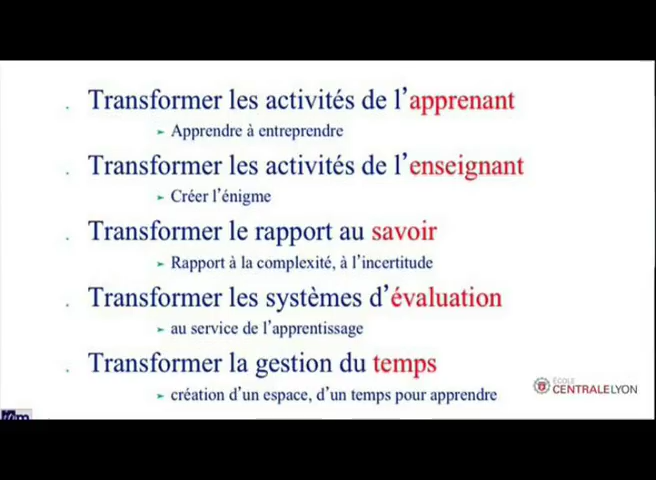 Transformer les activités de l’apprenant
➢ Apprendre à entreprendre
Transformer les activités de l’enseignant
➢ Créer l’énigme
Transformer le rapport au savoir
➢ Rapport à la complexité, à l’incertitude
Transformer les systèmes d’évaluation
➢ au service de l’apprentissage
Transformer la gestion du temps
➢ création d’un espace, d’un temps pour apprendre
ÉCOLE
CENTRALELYON